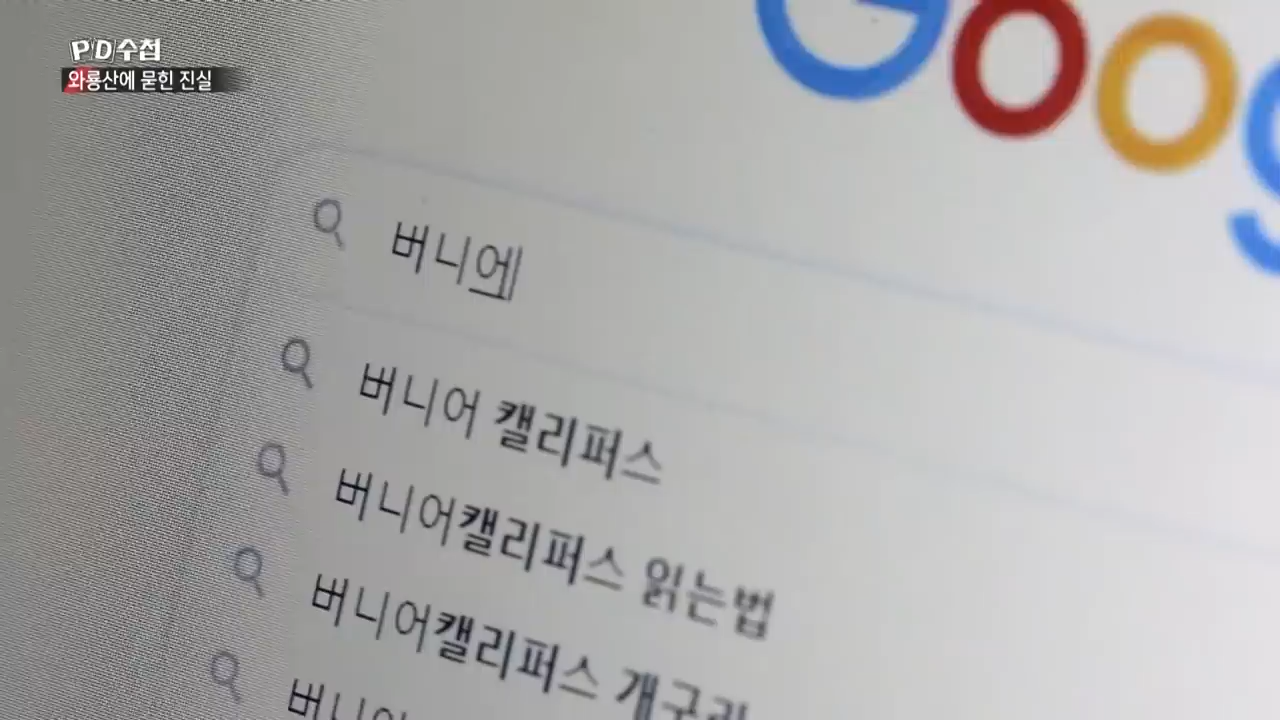 PD수첩
와룡산에 묻힌 진실
버니에
버니어 캘리퍼스
버니어캘리퍼스 읽는법
버니어캘리퍼스